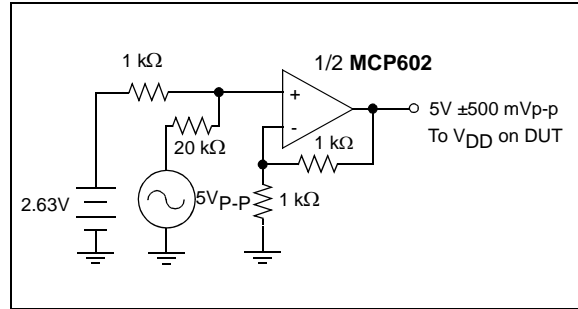 1/2 MCP602
1 kΩ
+
-
5V ±500 mVp-p
To VDD on DUT
20 kΩ
1 kΩ
2.63V
5VP-P
1 kΩ